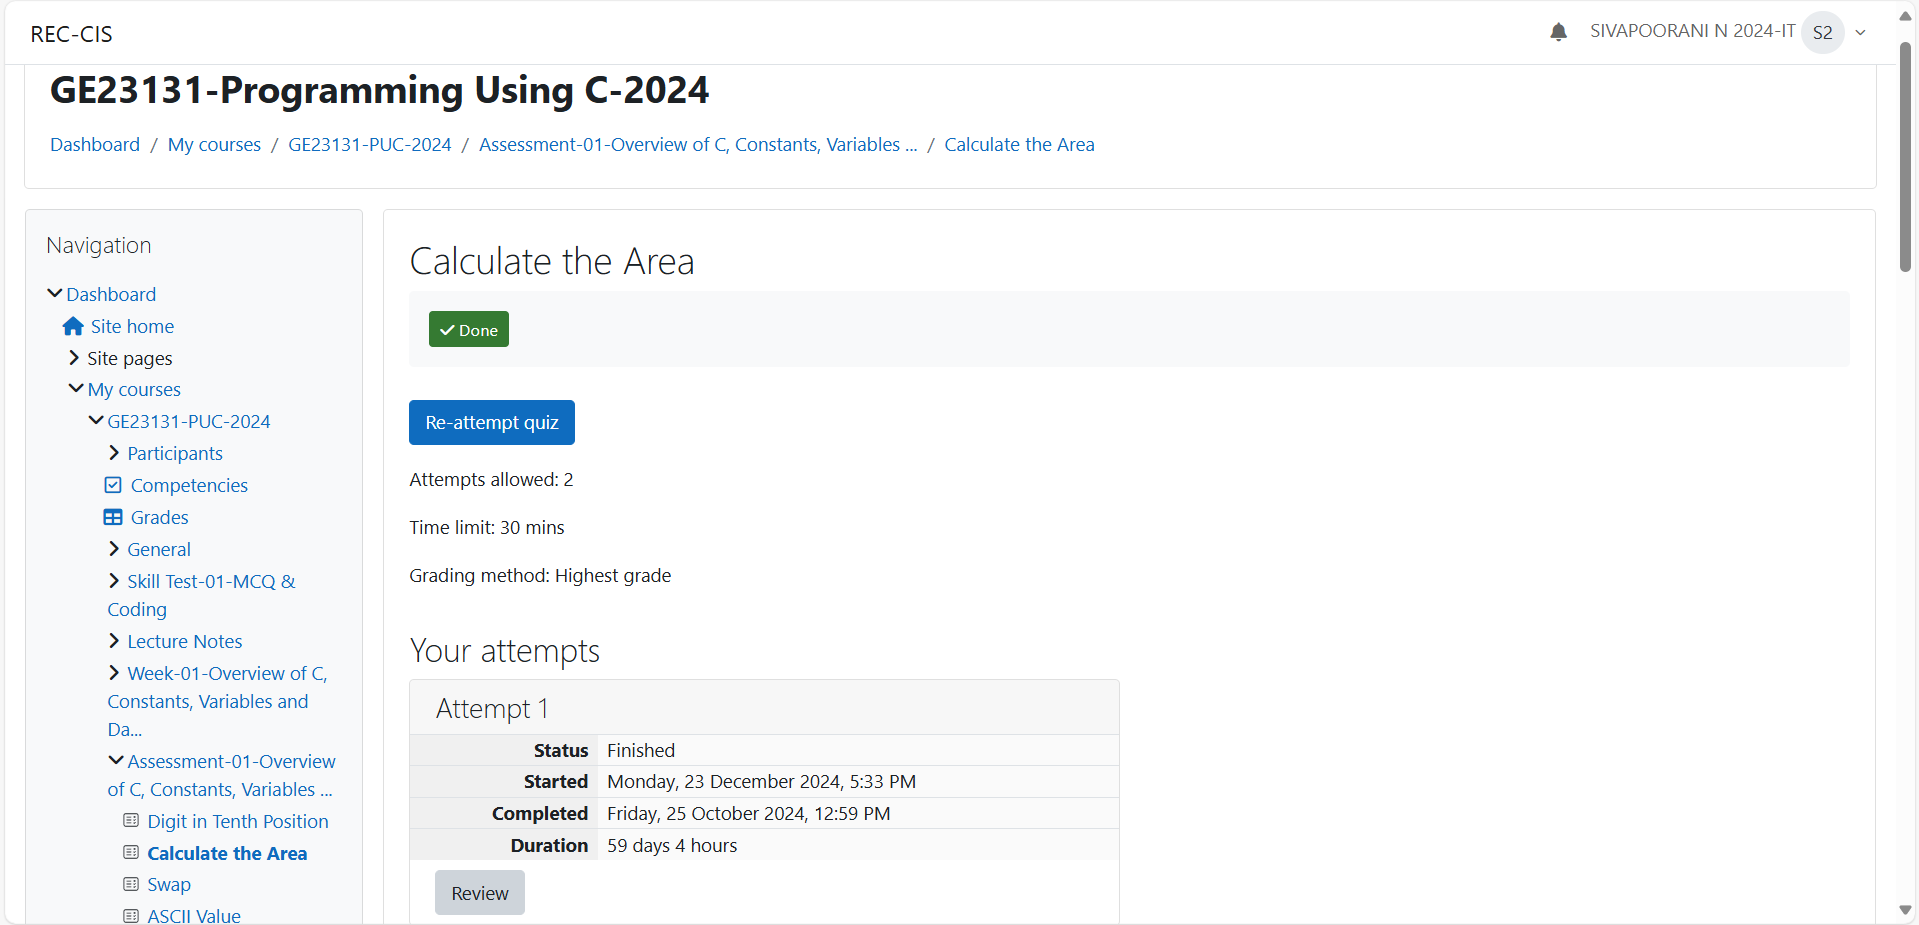 REC-CIS
SIVAPOORANI N 2024-IT
S2
GE23131-Programming Using C-2024
Dashboard / My courses / GE23131-PUC-2024 / Assessment-01-Overview of C, Constants, Variables ... / Calculate the Area
Navigation
Dashboard
Site home
Site pages
My courses
GE23131-PUC-2024
Participants
Competencies
Grades
General
Skill Test-01-MCQ &
Coding
Lecture Notes
Week-01-Overview of C,
Constants, Variables and
Da...
Assessment-01-Overview
of C, Constants, Variables ...
Digit in Tenth Position
Calculate the Area
Swap
ASCII Value
Calculate the Area
Done
Re-attempt quiz
Attempts allowed: 2
Time limit: 30 mins
Grading method: Highest grade
Your attempts
Attempt 1
Status Finished
Started Monday, 23 December 2024, 5:33 PM
Completed Friday, 25 October 2024, 12:59 PM
Duration 59 days 4 hours
Review